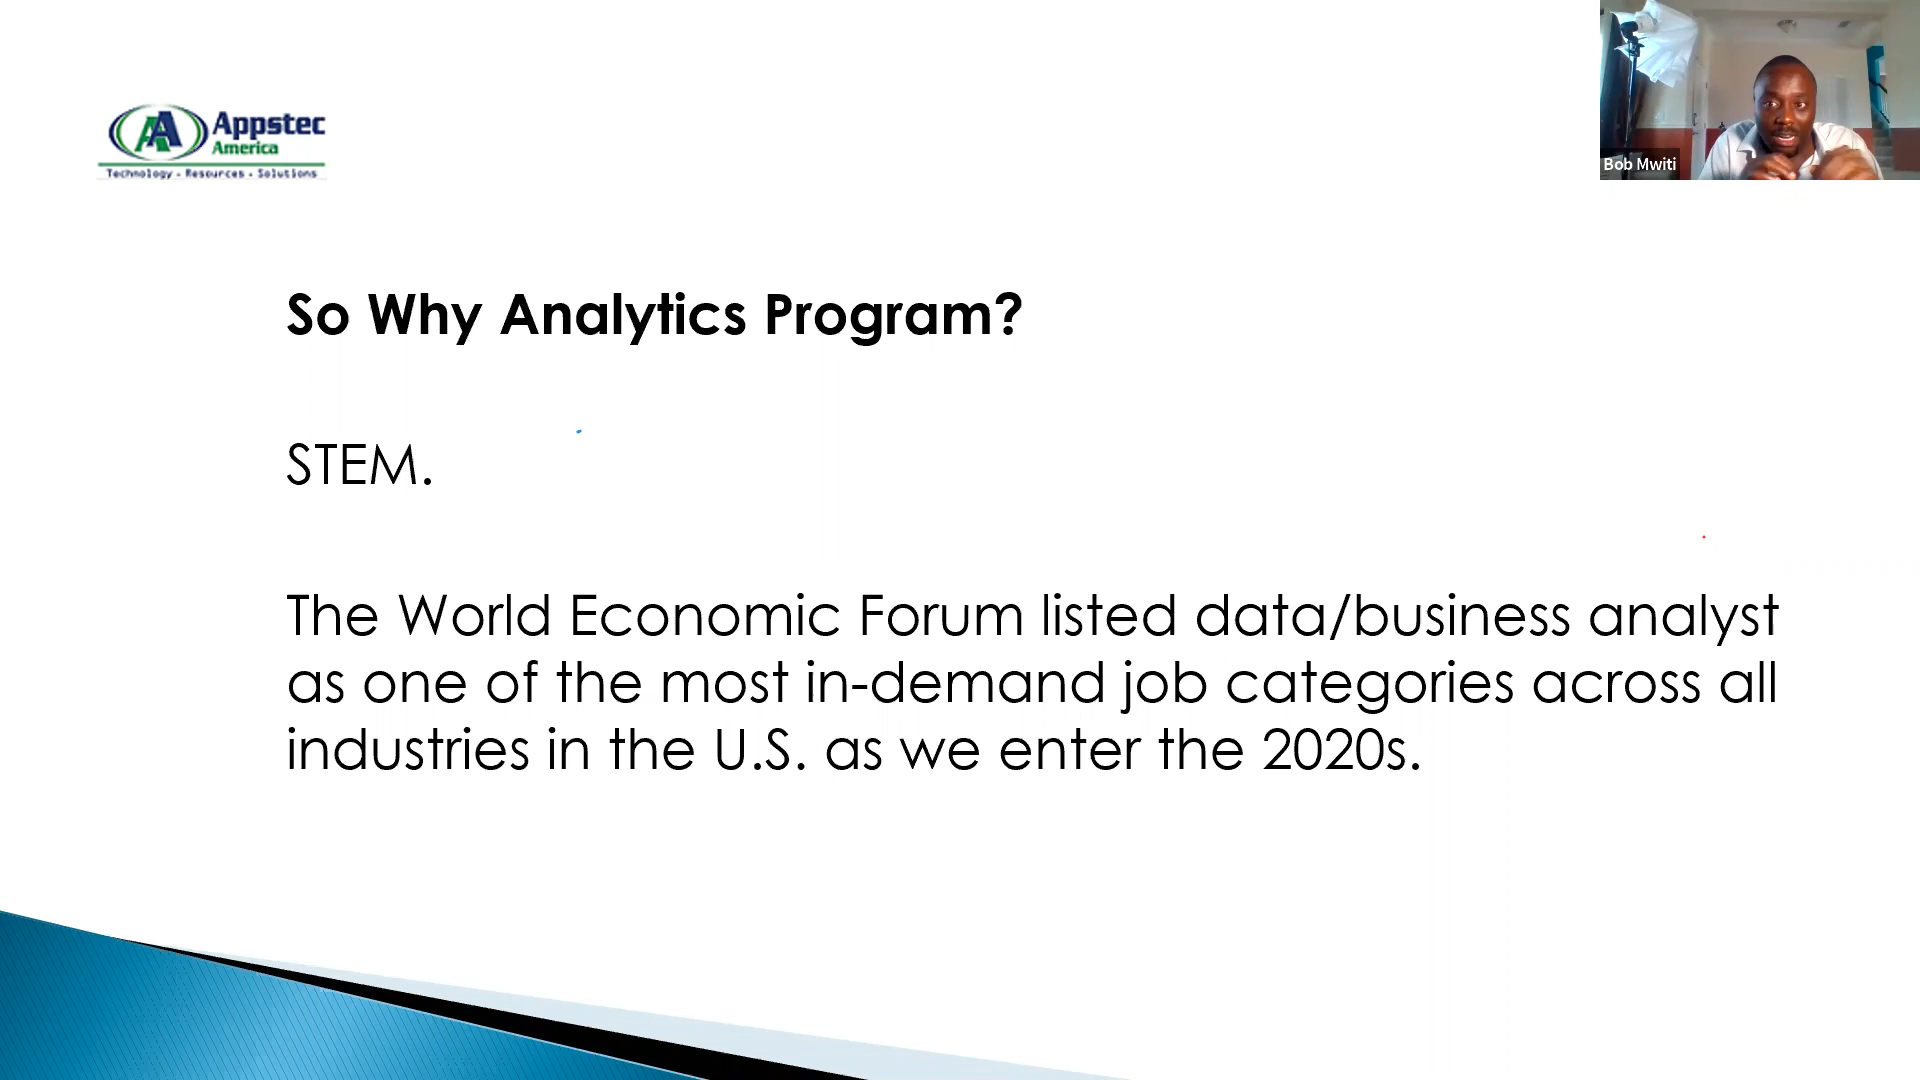 Appstec
America
Technology - Resources - Solutions
Bob Mwiti
So Why Analytics Program?
STEM.
The World Economic Forum listed data/business analyst
as one of the most in-demand job categories across all
industries in the U.S. as we enter the 2020s.